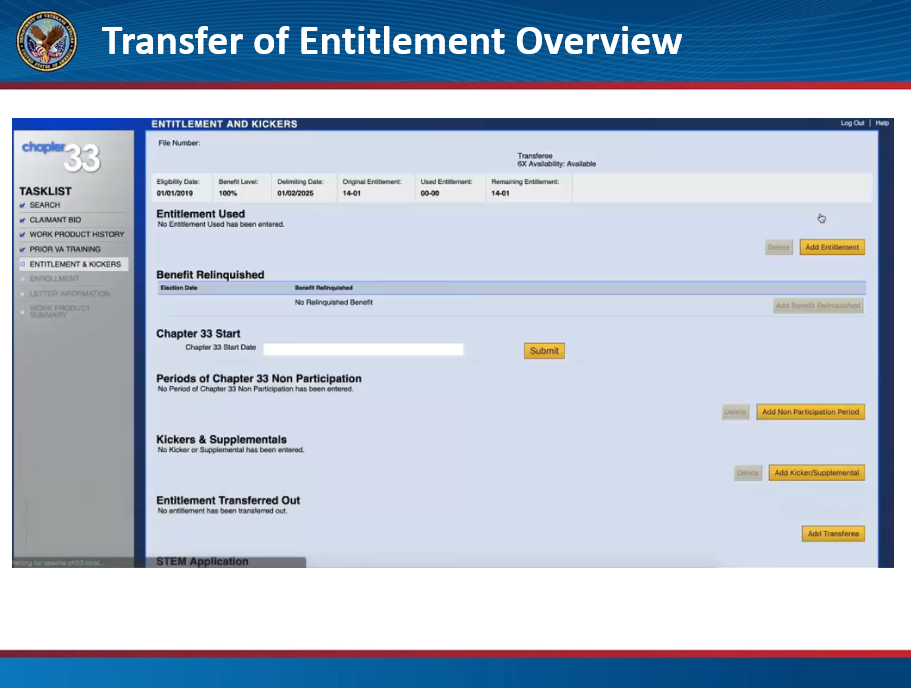 Transfer of Entitlement Overview
ENTITLEMENT AND KICKERS
Log Out | Help
chapter 33
File Number:
Transferee
6X Availability: Available
TASKLIST
SEARCH
CLAIMANT BIO
WORK PRODUCT HISTORY
PRIOR VA TRAINING
ENTITLEMENT & KICKERS
ENROLLMENT
LETTER INFORMATION
WORK PRODUCT
SUMMARY
Eligibility Date: Benefit Level: Delimiting Date: Original Entitlement: Used Entitlement: Remaining Entitlement:
01/01/2019 100% 01/02/2025 14-01 00-00 14-01
Entitlement Used
No Entitlement Used has been entered.
Delete Add Entitlement
Benefit Relinquished
Election Date Benefit Relinquished
No Relinquished Benefit
Add Benefit Relinquished
Chapter 33 Start
Chapter 33 Start Date Submit
Periods of Chapter 33 Non Participation
No Period of Chapter 33 Non Participation has been entered.
Delete Add Non Participation Period
Kickers & Supplementals
No Kicker or Supplemental has been entered.
Delete Add Kicker/Supplemental
Entitlement Transferred Out
No entitlement has been transferred out.
Add Transferee
STEM Application